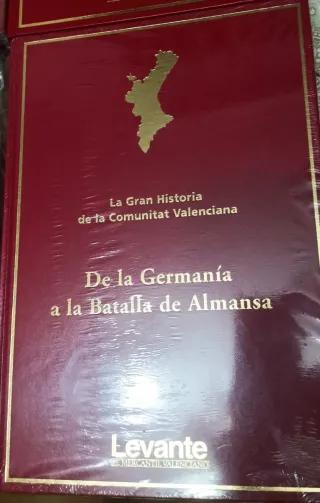 La Gran Historia
de la Comunitat Valenciana
De la Germanía
a la Batalla de Almansa
Levante
EL MERCANTIL VALENCIANO